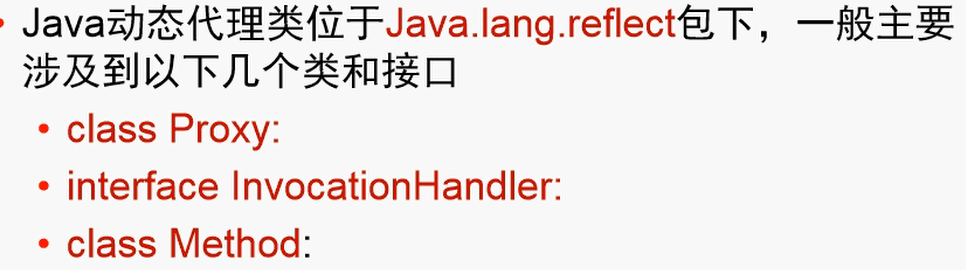 • Java动态代理类位于Java.lang.reflect包下，一般主要
涉及到以下几个类和接口
• class Proxy:
• interface InvocationHandler:
• class Method: